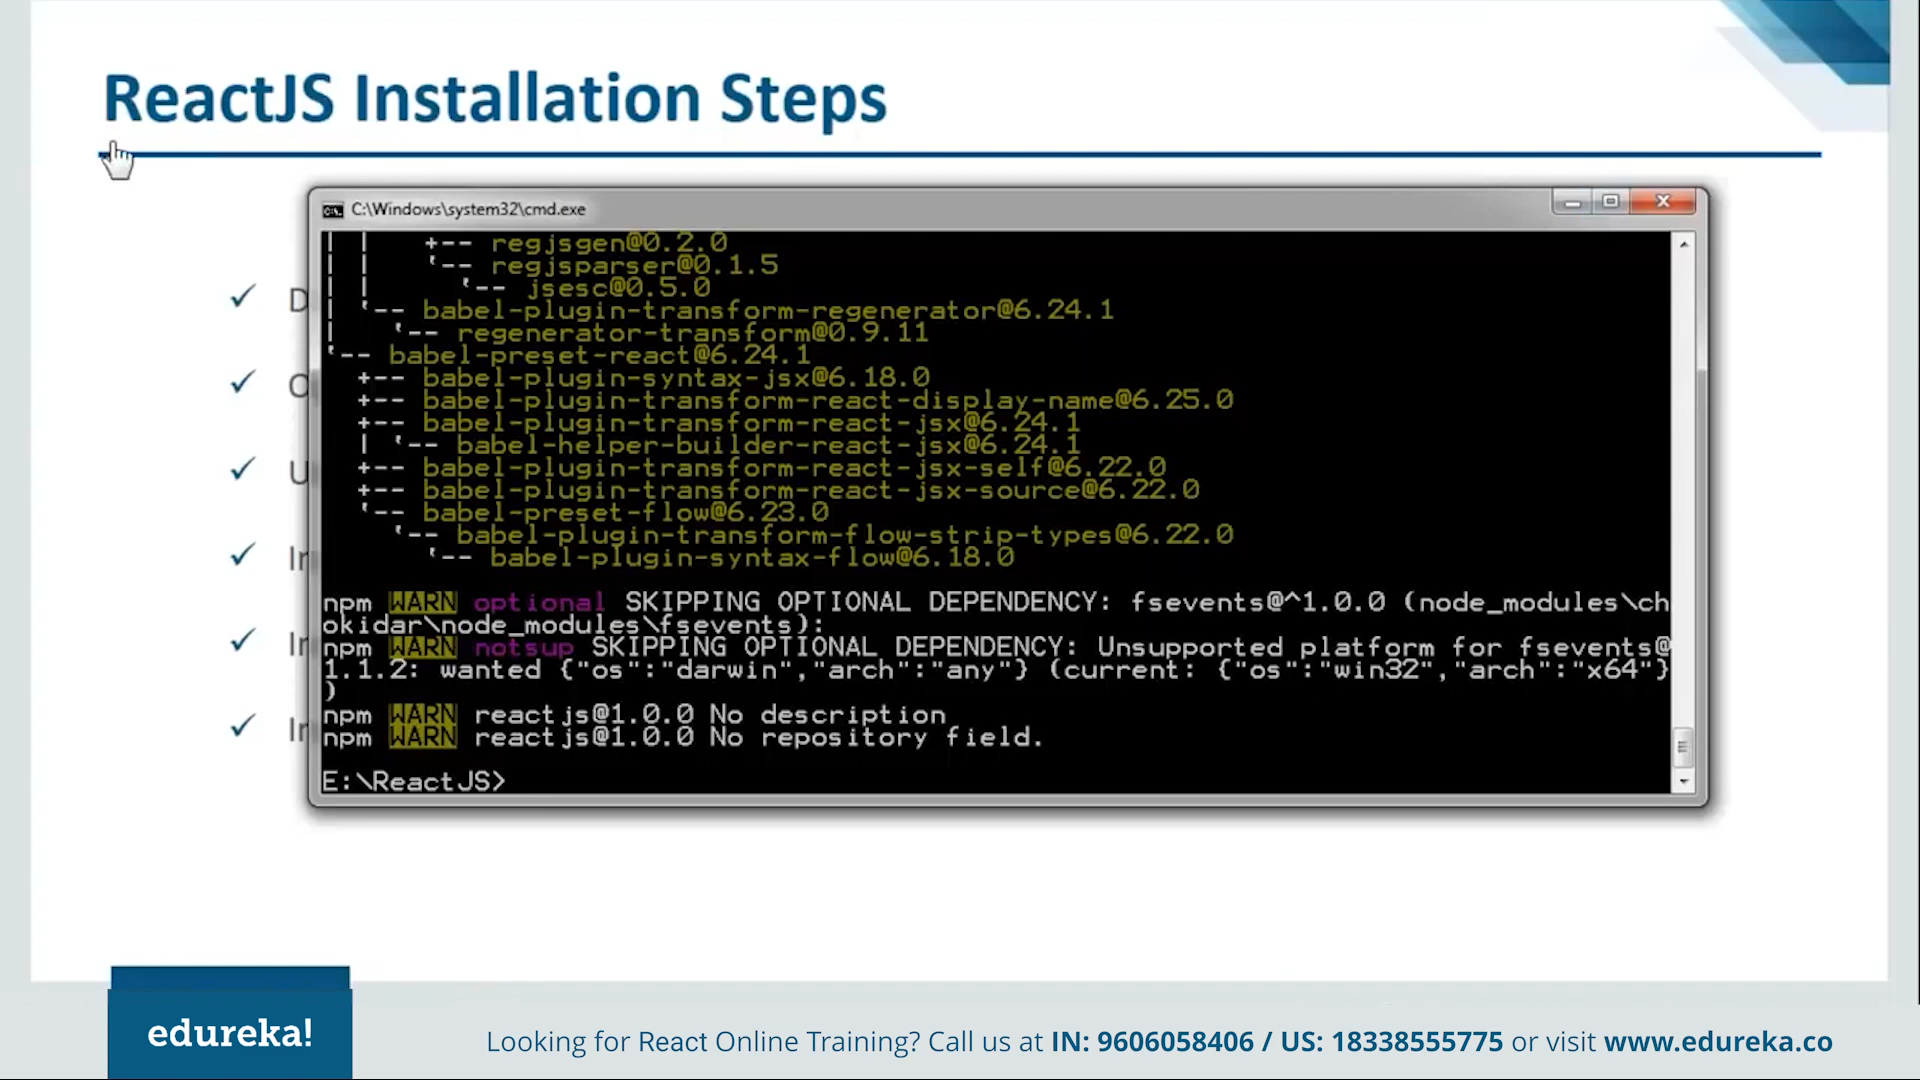 ReactJS Installation Steps
C:\Windows\system32\cmd.exe
| | +-- regjsgen@0.2.0
| | '-- regjsparser@0.1.5
| | '-- jsesc@0.5.0
| '-- babel-plugin-transform-regenerator@6.24.1
| '-- regenerator-transform@0.9.11
'-- babel-preset-react@6.24.1
+-- babel-plugin-syntax-jsx@6.18.0
+-- babel-plugin-transform-react-display-name@6.25.0
+-- babel-plugin-transform-react-jsx@6.24.1
| '-- babel-helper-builder-react-jsx@6.24.1
+-- babel-plugin-transform-react-jsx-self@6.22.0
+-- babel-plugin-transform-react-jsx-source@6.22.0
'-- babel-preset-flow@6.23.0
'-- babel-plugin-transform-flow-strip-types@6.22.0
'-- babel-plugin-syntax-flow@6.18.0
npm WARN optional SKIPPING OPTIONAL DEPENDENCY: fsevents@^1.0.0 (node_modules\ch
okidar\node_modules\fsevents):
npm WARN notsup SKIPPING OPTIONAL DEPENDENCY: Unsupported platform for fsevents@
1.1.2: wanted {"os":"darwin","arch":"any"} (current: {"os":"win32","arch":"x64"}
)
npm WARN reactjs@1.0.0 No description
npm WARN reactjs@1.0.0 No repository field.
E:\ReactJS>
edureka!
Looking for React Online Training? Call us at IN: 9606058406 / US: 18338555775 or visit www.edureka.co